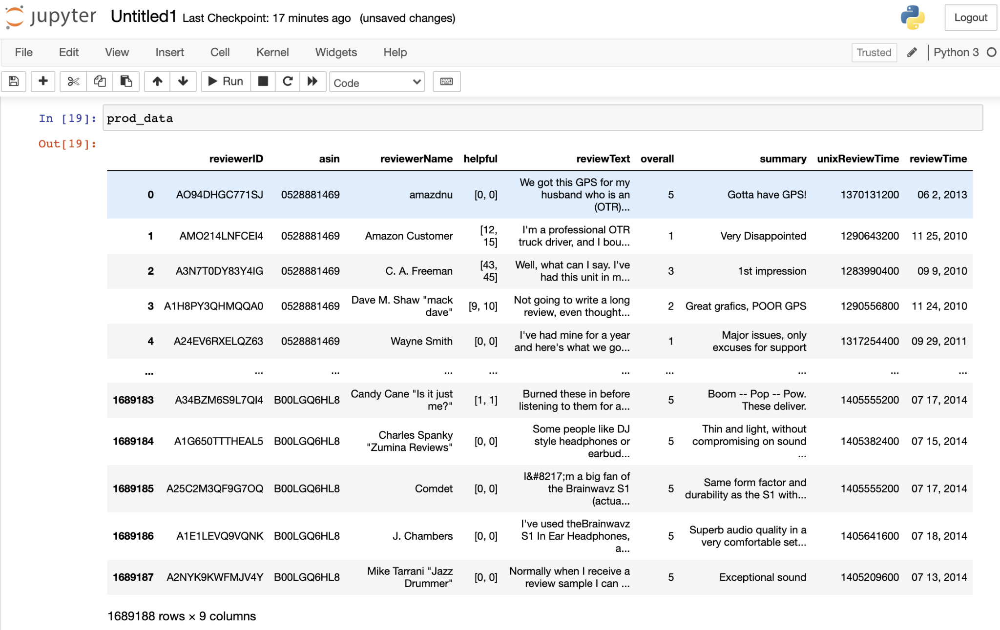 jupyter Untitled1 Last Checkpoint: 17 minutes ago (unsaved changes) Logout
File Edit View Insert Cell Kernel Widgets Help Trusted Python 3
Run Code
In [19]: prod_data
Out[19]:
reviewerID asin reviewerName helpful reviewText overall summary unixReviewTime reviewTime
0 AO94DHGC771SJ 0528881469 amazdnu [0, 0] We got this GPS for my husband who is an (OTR)... 5 Gotta have GPS! 1370131200 06 2, 2013
1 AMO214LNFCEI4 0528881469 Amazon Customer [12, 15] I'm a professional OTR truck driver, and I bou... 1 Very Disappointed 1290643200 11 25, 2010
2 A3N7T0DY83Y4IG 0528881469 C. A. Freeman [43, 45] Well, what can I say. I've had this unit in m... 3 1st impression 1283990400 09 9, 2010
3 A1H8PY3QHMQQA0 0528881469 Dave M. Shaw "mack dave" [9, 10] Not going to write a long review, even thought... 2 Great grafics, POOR GPS 1290556800 11 24, 2010
4 A24EV6RXELQZ63 0528881469 Wayne Smith [0, 0] I've had mine for a year and here's what we go... 1 Major issues, only excuses for support 1317254400 09 29, 2011
... ... ... ... ... ... ... ... ... ...
1689183 A34BZM6S9L7QI4 B00LGQ6HL8 Candy Cane "Is it just me?" [1, 1] Burned these in before listening to them for a... 5 Boom -- Pop -- Pow. These deliver. 1405555200 07 17, 2014
1689184 A1G650TTTHEAL5 B00LGQ6HL8 Charles Spanky "Zumina Reviews" [0, 0] Some people like DJ style headphones or earbud... 5 Thin and light, without compromising on sound ... 1405382400 07 15, 2014
1689185 A25C2M3QF9G7OQ B00LGQ6HL8 Comdet [0, 0] I&#8217;m a big fan of the Brainwavz S1 (actua... 5 Same form factor and durability as the S1 with... 1405555200 07 17, 2014
1689186 A1E1LEVQ9VQNK B00LGQ6HL8 J. Chambers [0, 0] I've used theBrainwavz S1 In Ear Headphones, a... 5 Superb audio quality in a very comfortable set... 1405641600 07 18, 2014
1689187 A2NYK9KWFMJV4Y B00LGQ6HL8 Mike Tarrani "Jazz Drummer" [0, 0] Normally when I receive a review sample I can ... 5 Exceptional sound 1405209600 07 13, 2014
1689188 rows × 9 columns